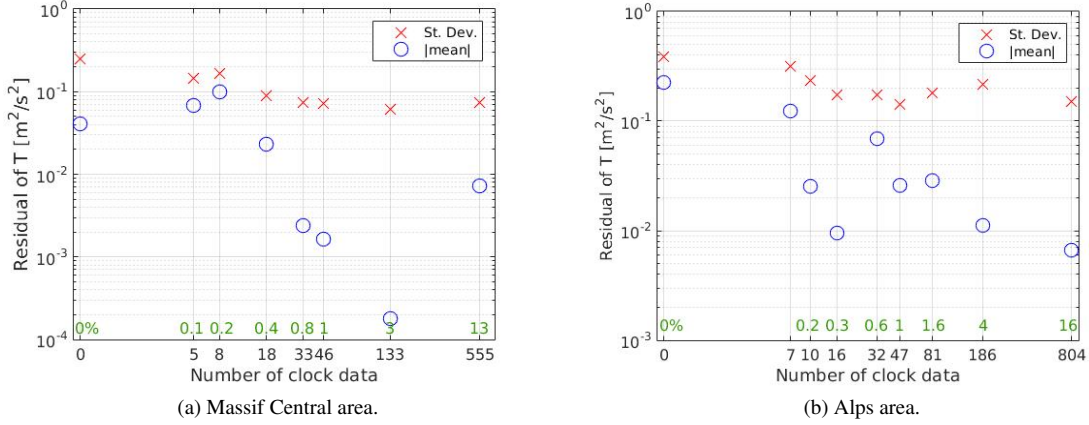 10^0
10^-1
10^-2
10^-3
10^-4
Residual of T [m^2/s^2]
× St. Dev.
○ |mean|
0% 0.1 0.2 0.4 0.8 1 3 13
0 5 8 18 33 46 133 555
Number of clock data
(a) Massif Central area.
10^0
10^-1
10^-2
10^-3
Residual of T [m^2/s^2]
× St. Dev.
○ |mean|
0% 0.2 0.3 0.6 1 1.6 4 16
0 7 10 16 32 47 81 186 804
Number of clock data
(b) Alps area.